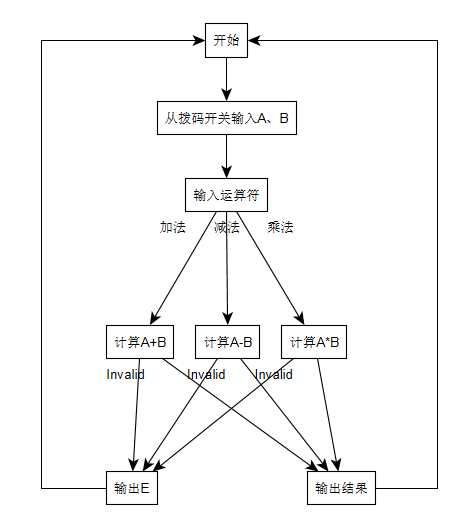 开始
从拨码开关输入A、B
输入运算符
加法
减法
乘法
计算A+B
计算A-B
计算A*B
Invalid
Invalid
Invalid
输出E
输出结果